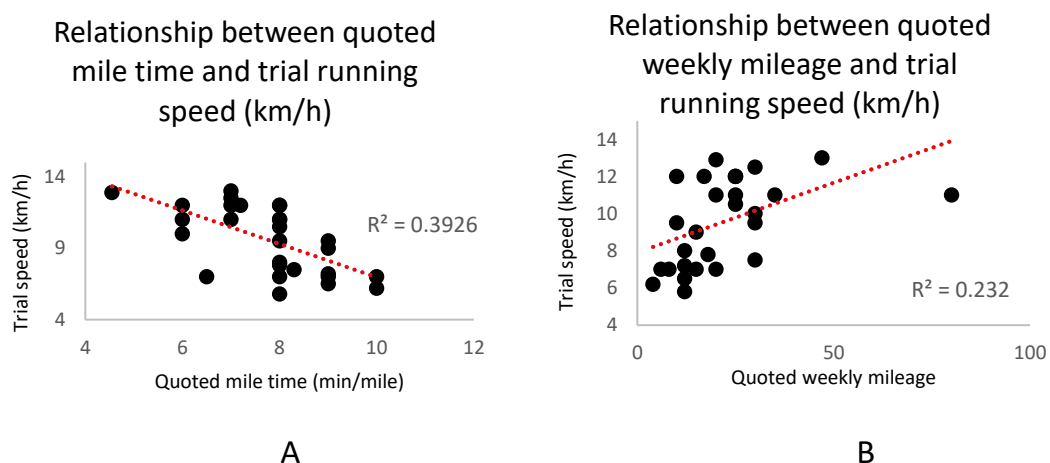 Relationship between quoted
mile time and trial running
speed (km/h)
14
9
4
Trial speed (km/h)
R² = 0.3926
4 6 8 10 12
Quoted mile time (min/mile)
A
Relationship between quoted
weekly mileage and trial
running speed (km/h)
14
12
10
8
6
4
Trial speed (km/h)
R² = 0.232
0 50 100
Quoted weekly mileage
B